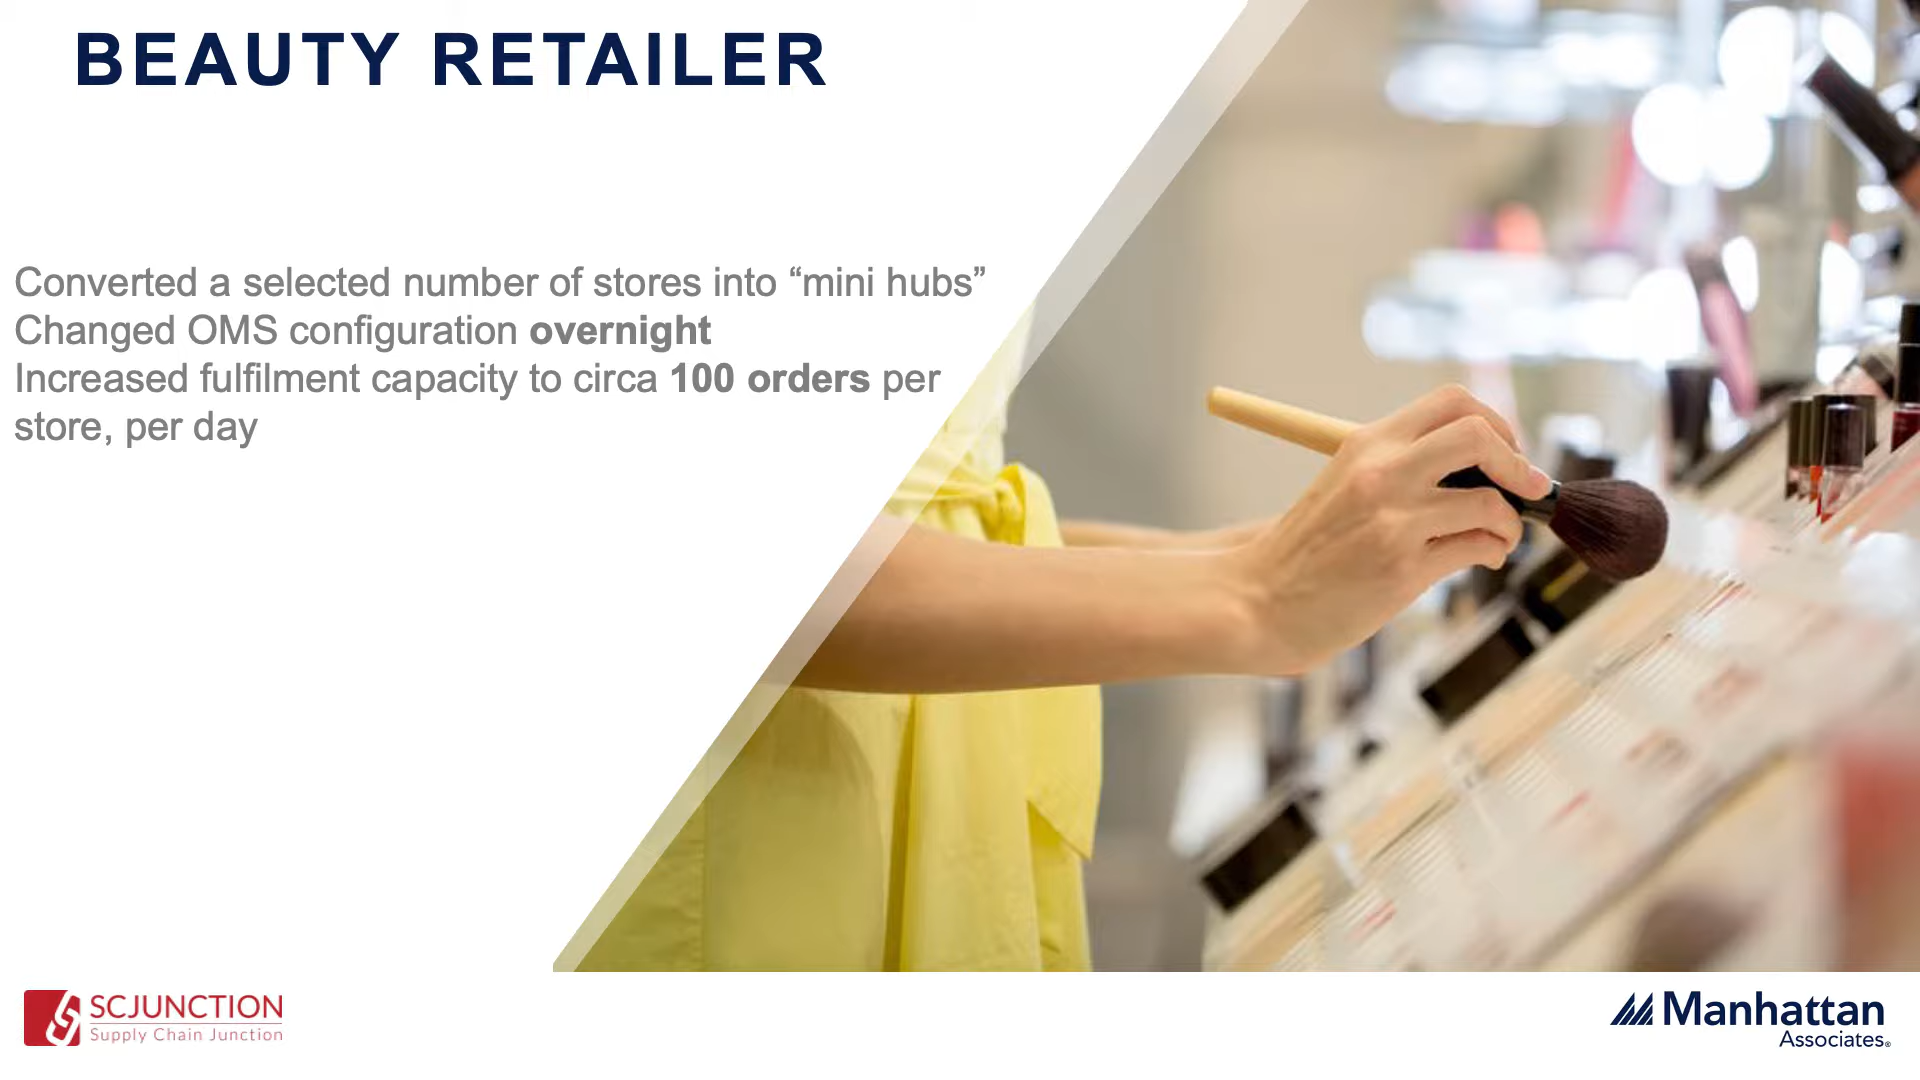 BEAUTY RETAILER
Converted a selected number of stores into “mini hubs”
Changed OMS configuration overnight
Increased fulfilment capacity to circa 100 orders per
store, per day
SCJUNCTION
Supply Chain Junction
Manhattan
Associates®